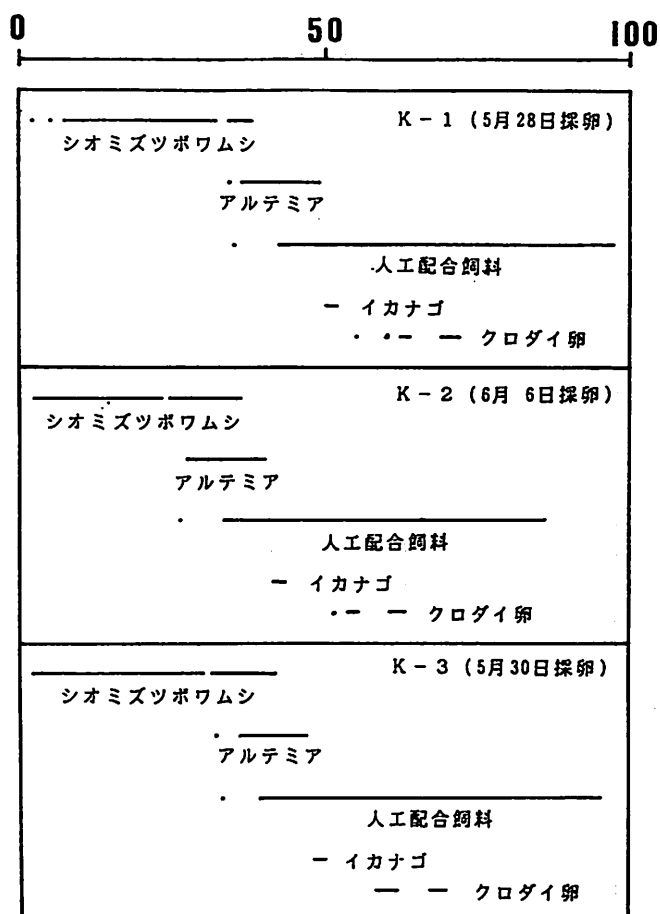 0 50 100
K-1 (5月28日採卵)
シオミズツボワムシ
アルテミア
人工配合飼料
イカナゴ
クロダイ卵
K-2 (6月 6日採卵)
シオミズツボワムシ
アルテミア
人工配合飼料
イカナゴ
クロダイ卵
K-3 (5月30日採卵)
シオミズツボワムシ
アルテミア
人工配合飼料
イカナゴ
クロダイ卵